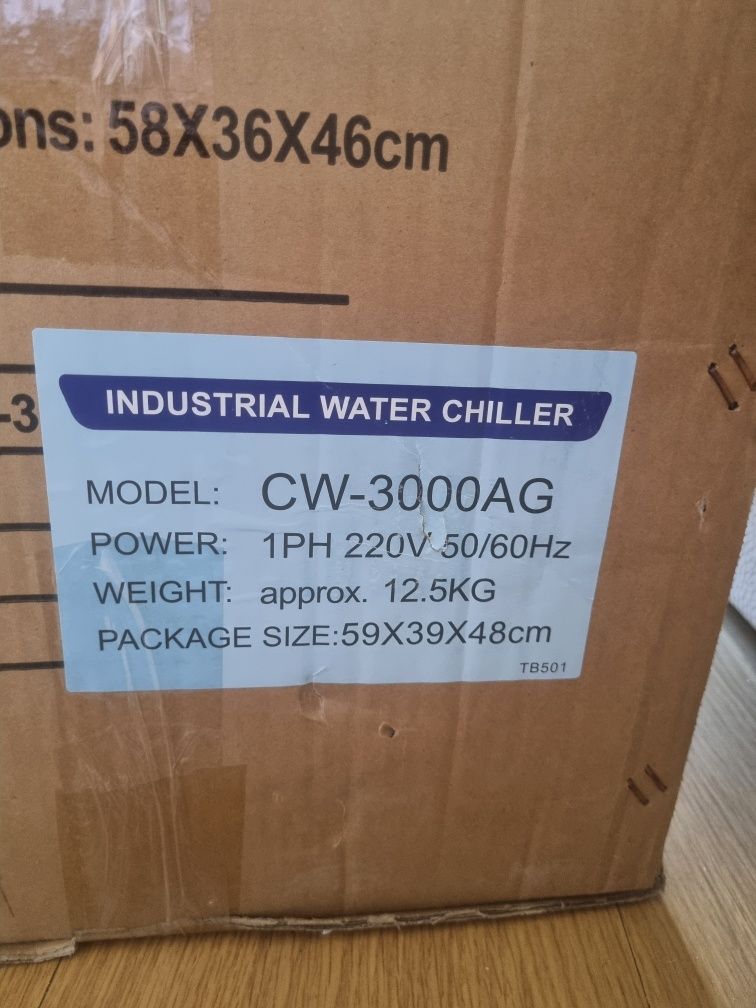 ons: 58X36X46cm
-3
INDUSTRIAL WATER CHILLER
MODEL: CW-3000AG
POWER: 1PH 220V 50/60Hz
WEIGHT: approx. 12.5KG
PACKAGE SIZE:59X39X48cm
TB501